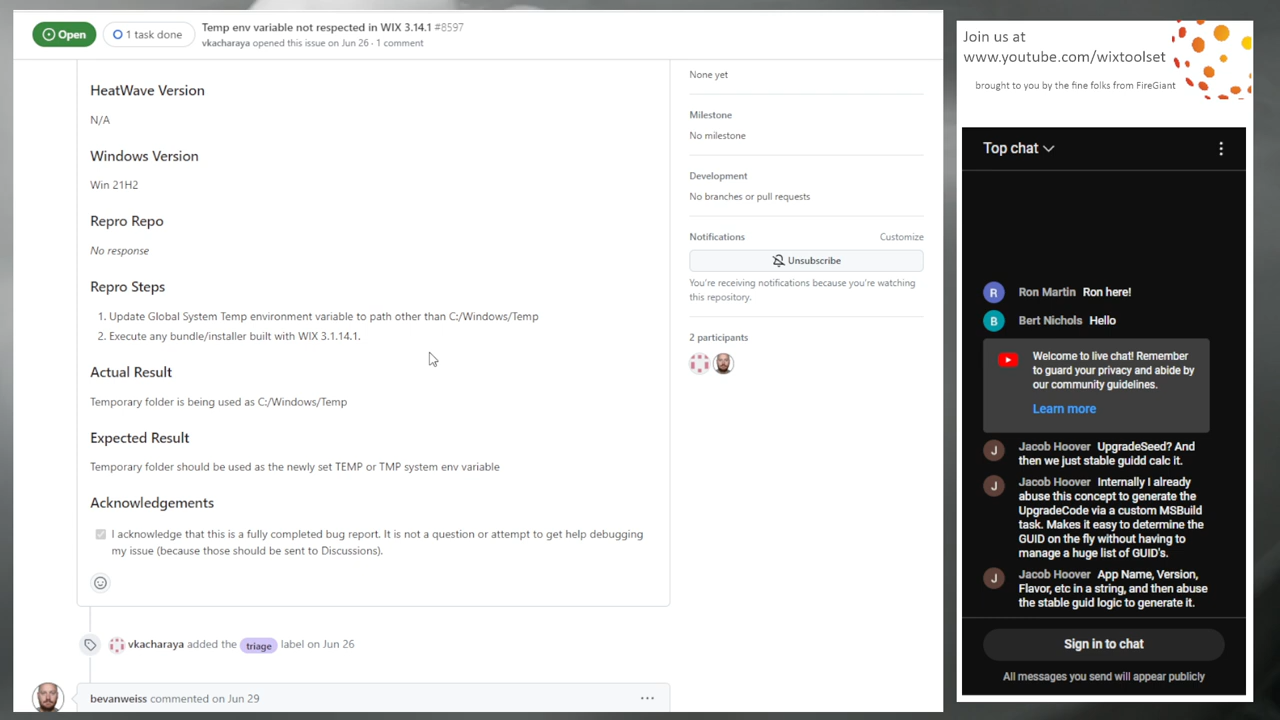 Open
1 task done
Temp env variable not respected in WIX 3.14.1 #8597
vkacharaya opened this issue on Jun 26 · 1 comment
HeatWave Version
N/A
Windows Version
Win 21H2
Repro Repo
No response
Repro Steps
1. Update Global System Temp environment variable to path other than C:/Windows/Temp
2. Execute any bundle/installer built with WIX 3.1.14.1.
Actual Result
Temporary folder is being used as C:/Windows/Temp
Expected Result
Temporary folder should be used as the newly set TEMP or TMP system env variable
Acknowledgements
I acknowledge that this is a fully completed bug report. It is not a question or attempt to get help debugging
my issue (because those should be sent to Discussions).
vkacharaya added the triage label on Jun 26
bevanweiss commented on Jun 29
None yet
Milestone
No milestone
Development
No branches or pull requests
Notifications
Customize
Unsubscribe
You're receiving notifications because you're watching
this repository.
2 participants
Join us at
www.youtube.com/wixtoolset
brought to you by the fine folks from FireGiant
Top chat
R Ron Martin Ron here!
B Bert Nichols Hello
Welcome to live chat! Remember
to guard your privacy and abide by
our community guidelines.
Learn more
J Jacob Hoover UpgradeSeed? And
then we just stable guidd calc it.
J Jacob Hoover Internally I already
abuse this concept to generate the
UpgradeCode via a custom MSBuild
task. Makes it easy to determine the
GUID on the fly without having to
manage a huge list of GUID's.
J Jacob Hoover App Name, Version,
Flavor, etc in a string, and then abuse
the stable guid logic to generate it.
Sign in to chat
All messages you send will appear publicly